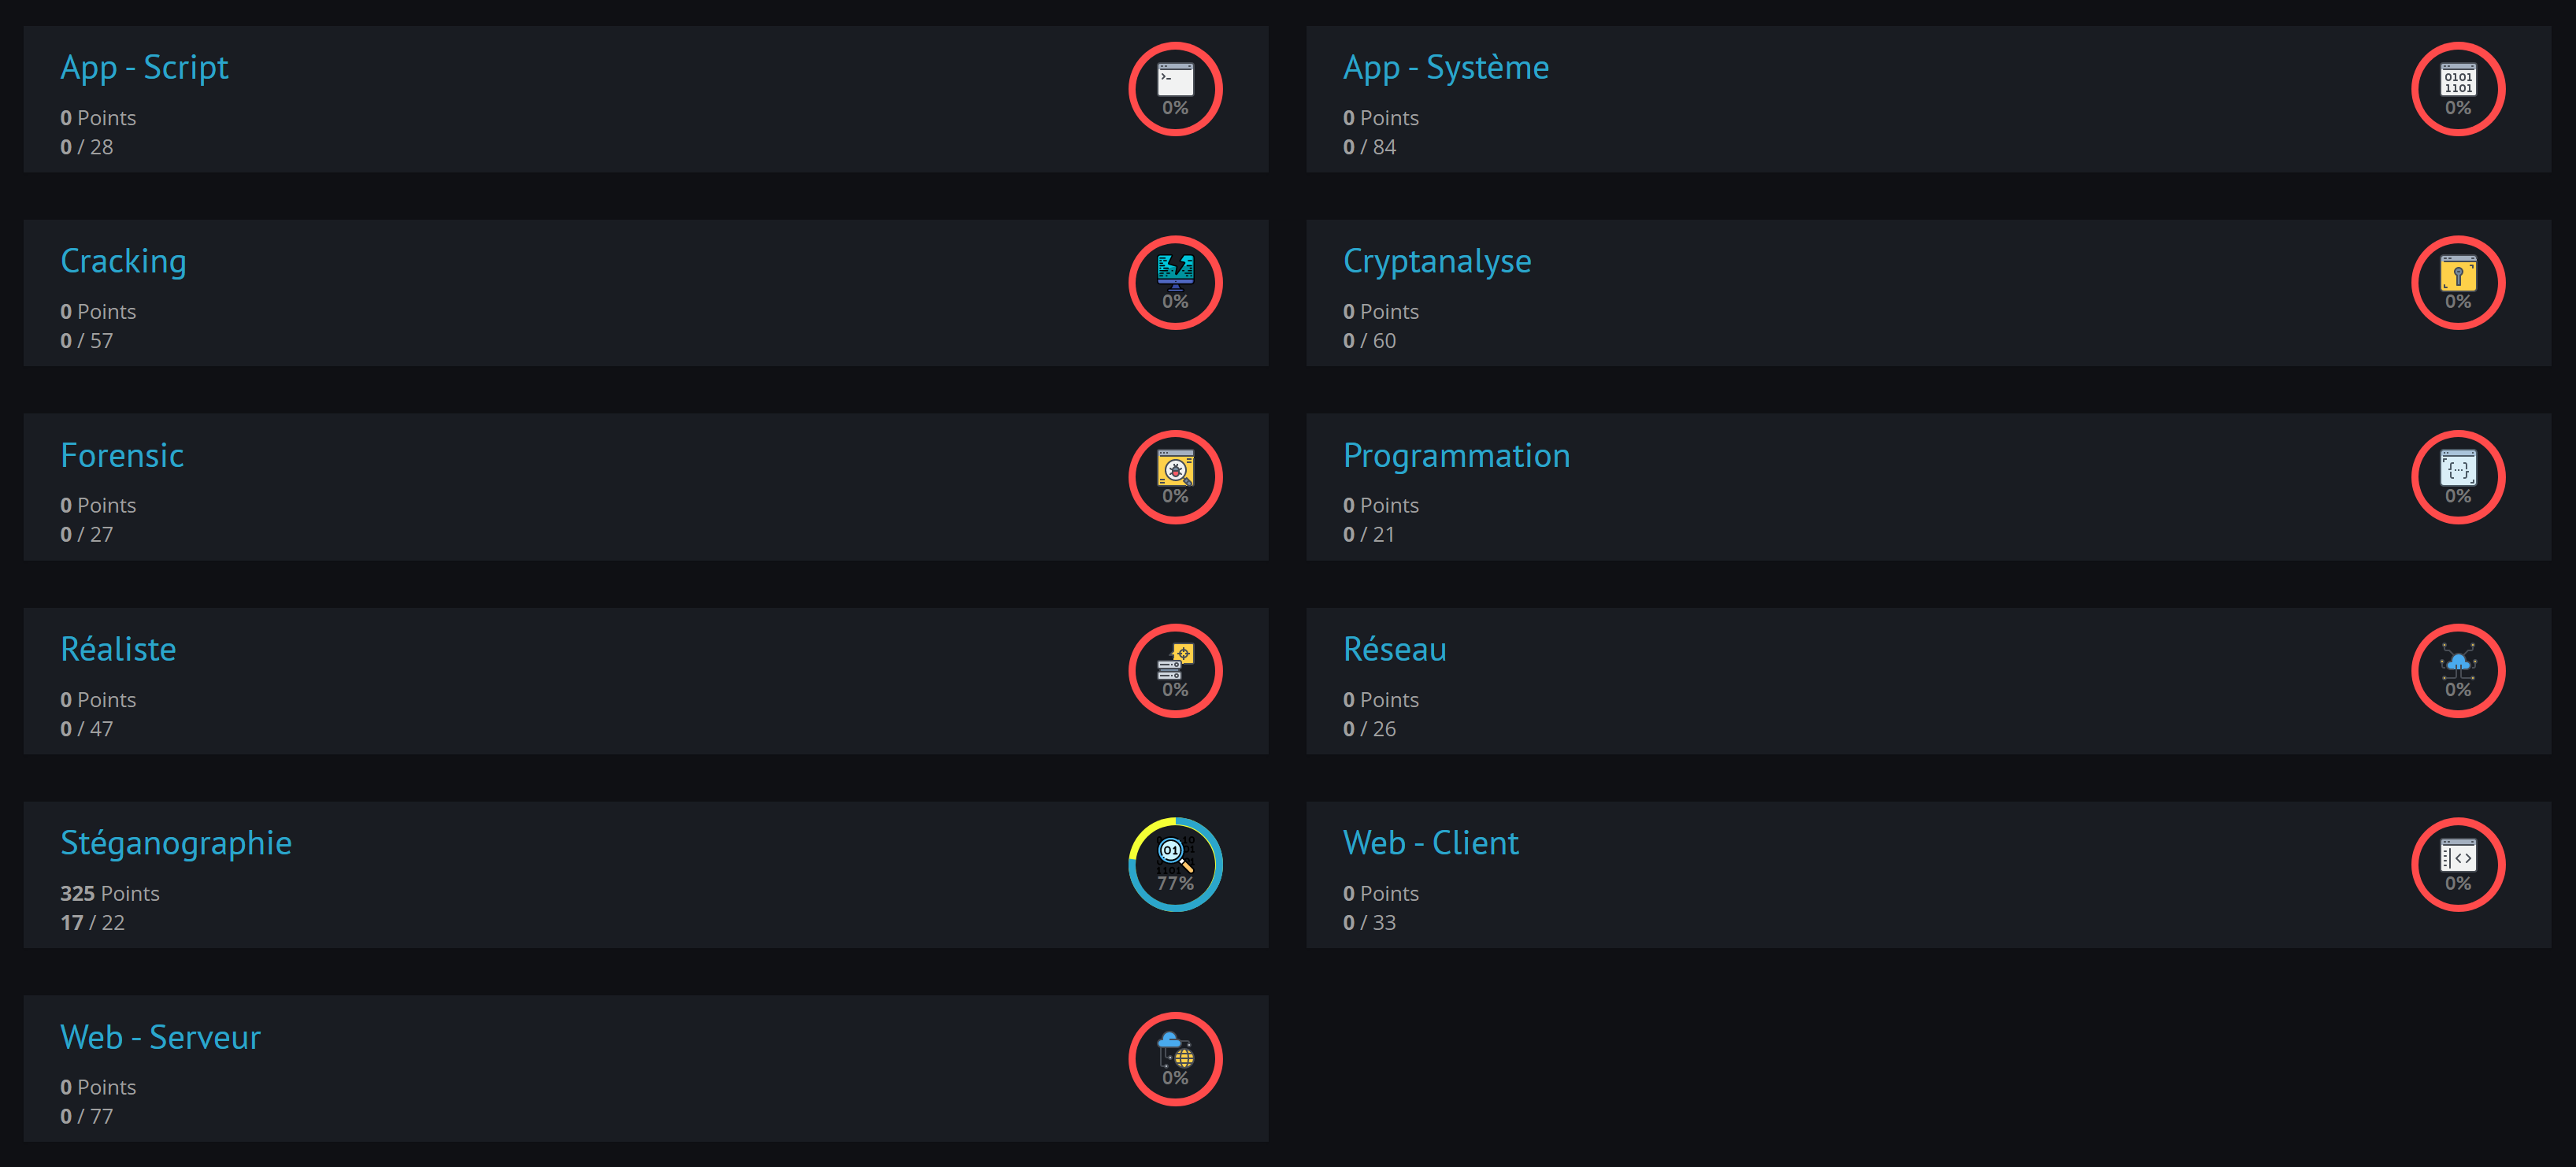 App - Script
0 Points
0 / 28
0%
App - Système
0 Points
0 / 84
0101
1101
0%
Cracking
0 Points
0 / 57
0%
Cryptanalyse
0 Points
0 / 60
0%
Forensic
0 Points
0 / 27
0%
Programmation
0 Points
0 / 21
{...}
0%
Réaliste
0 Points
0 / 47
0%
Réseau
0 Points
0 / 26
0%
Stéganographie
325 Points
17 / 22
01
1101
77%
Web - Client
0 Points
0 / 33
<>
0%
Web - Serveur
0 Points
0 / 77
0%